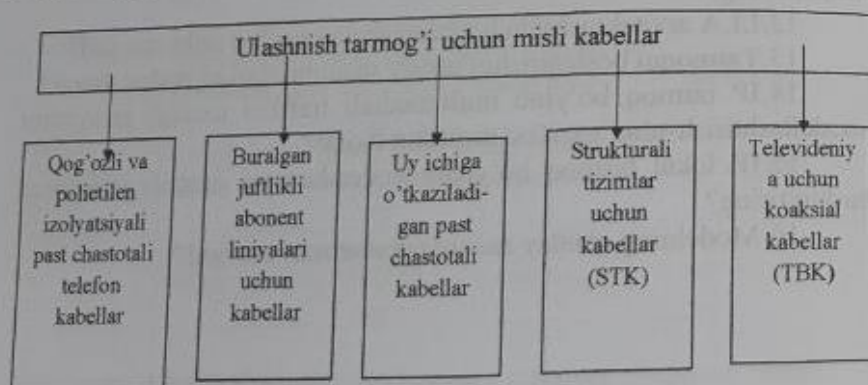 Ulashnish tarmog'i uchun misli kabellar
Qog'ozli va
polietilen
izolyatsiyali
past chastotali
telefon
kabellar
Buralgan
juftlikli
abonent
liniyalari
uchun
kabellar
Uy ichiga
o'tkaziladi-
gan past
chastotali
kabellar
Strukturali
tizimlar
uchun
kabellar
(STK)
Televideniy
a uchun
koaksial
kabellar
(TBK)